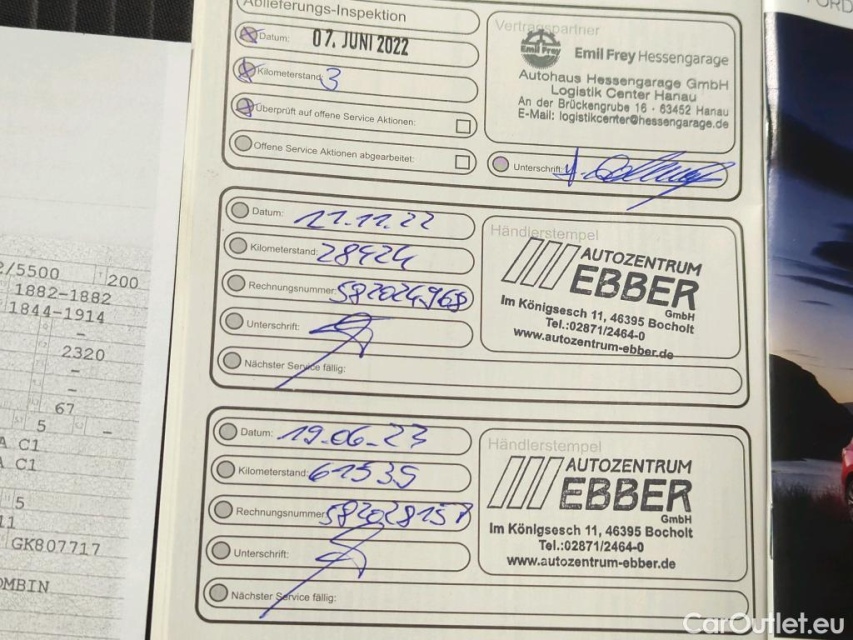 Ablieferungs-Inspektion
Datum: 07. JUNI 2022
Kilometerstand: 3
Überprüft auf offene Service Aktionen:
Offene Service Aktionen abgearbeitet:
Vertragspartner
Emil Frey
Emil Frey Hessengarage
Autohaus Hessengarage GmbH
Logistik Center Hanau
An der Brückengrube 16 · 63452 Hanau
E-Mail: logistikcenter@hessengarage.de
Unterschrift:
Datum: 11.11.22
Kilometerstand: 28424
Rechnungsnummer: 582024968
Unterschrift:
Nächster Service fällig:
Händlerstempel
AUTOZENTRUM
EBBER
GmbH
Im Königsesch 11, 46395 Bocholt
Tel.:02871/2464-0
www.autozentrum-ebber.de
Datum: 19.06.23
Kilometerstand: 61535
Rechnungsnummer: 582028157
Unterschrift:
Nächster Service fällig:
Händlerstempel
AUTOZENTRUM
EBBER
GmbH
Im Königsesch 11, 46395 Bocholt
Tel.:02871/2464-0
www.autozentrum-ebber.de
2/5500 200
1882-1882
1844-1914
–
2320
–
–
67
5 –
A C1
A C1
5
11
GK807717
OMBIN
CarOutlet.eu